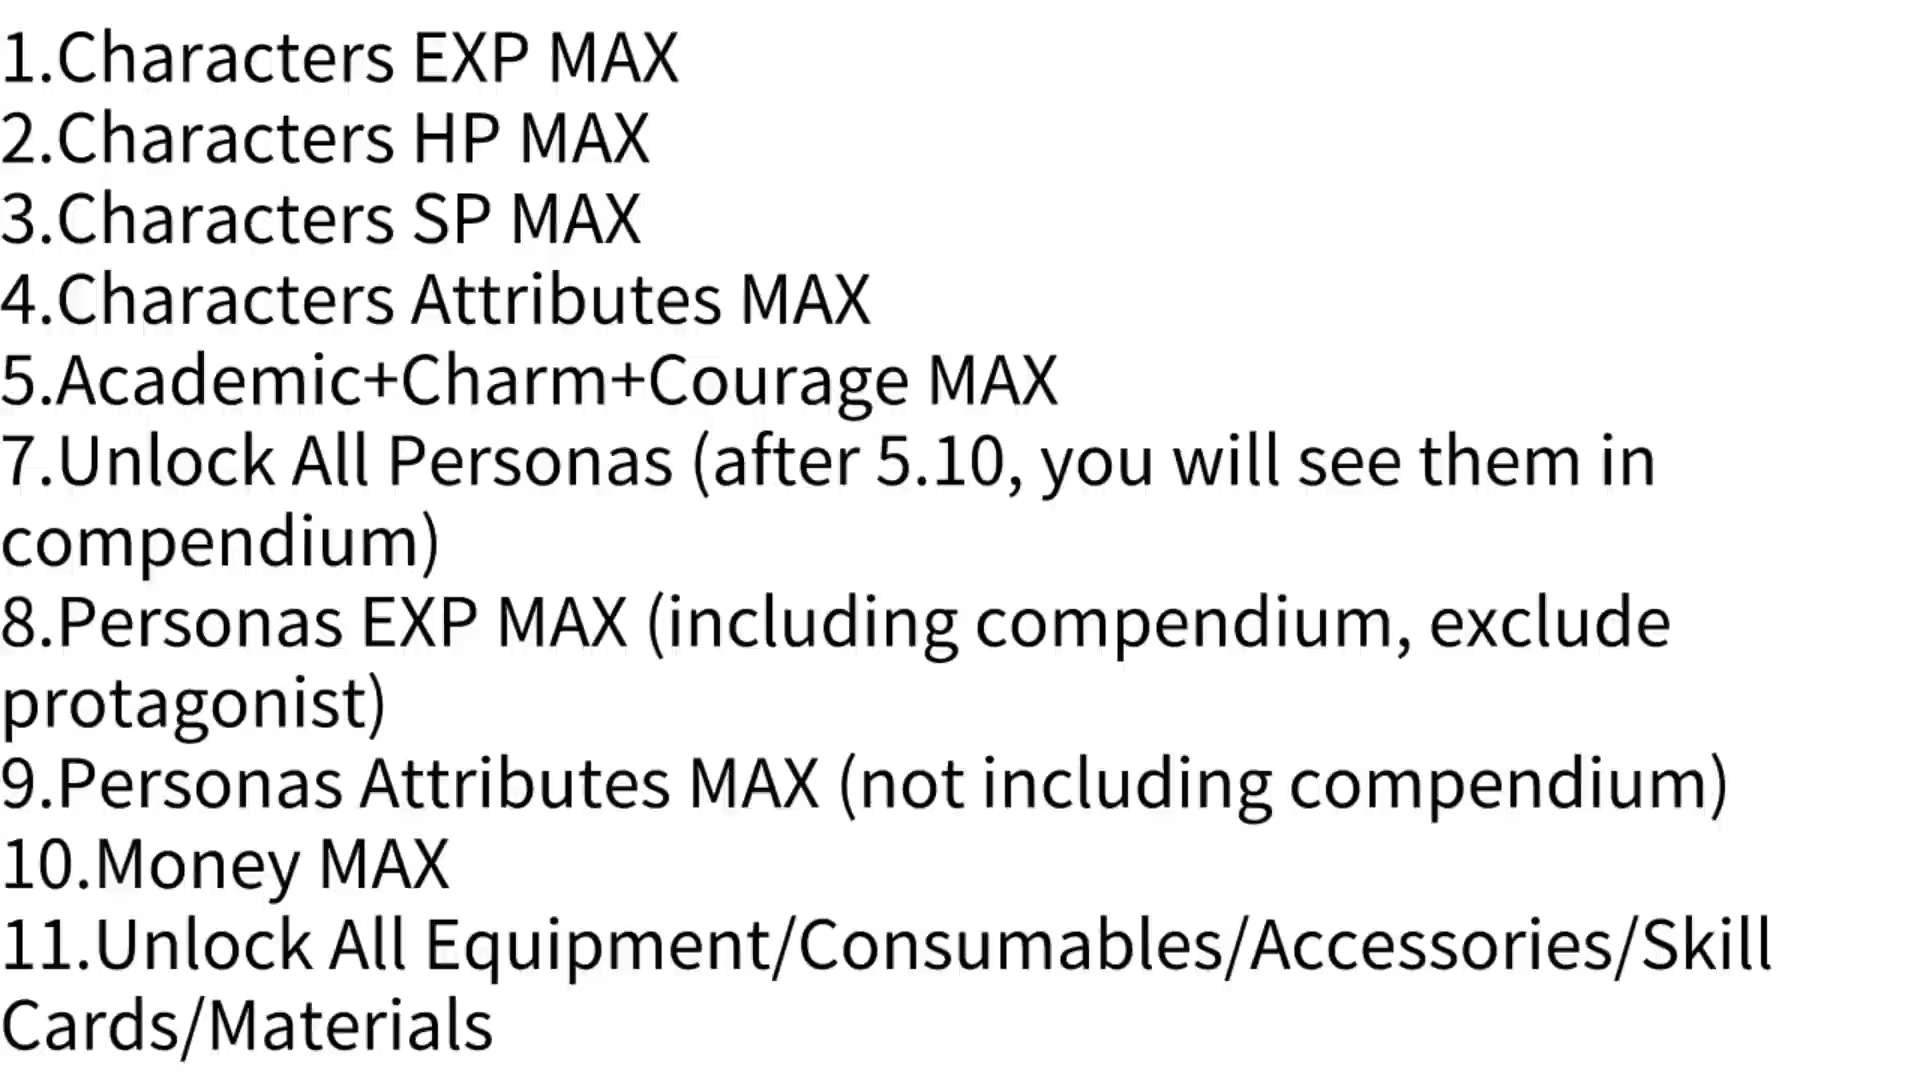 1.Characters EXP MAX
2.Characters HP MAX
3.Characters SP MAX
4.Characters Attributes MAX
5.Academic+Charm+Courage MAX
7.Unlock All Personas (after 5.10, you will see them in
compendium)
8.Personas EXP MAX (including compendium, exclude
protagonist)
9.Personas Attributes MAX (not including compendium)
10.Money MAX
11.Unlock All Equipment/Consumables/Accessories/Skill
Cards/Materials